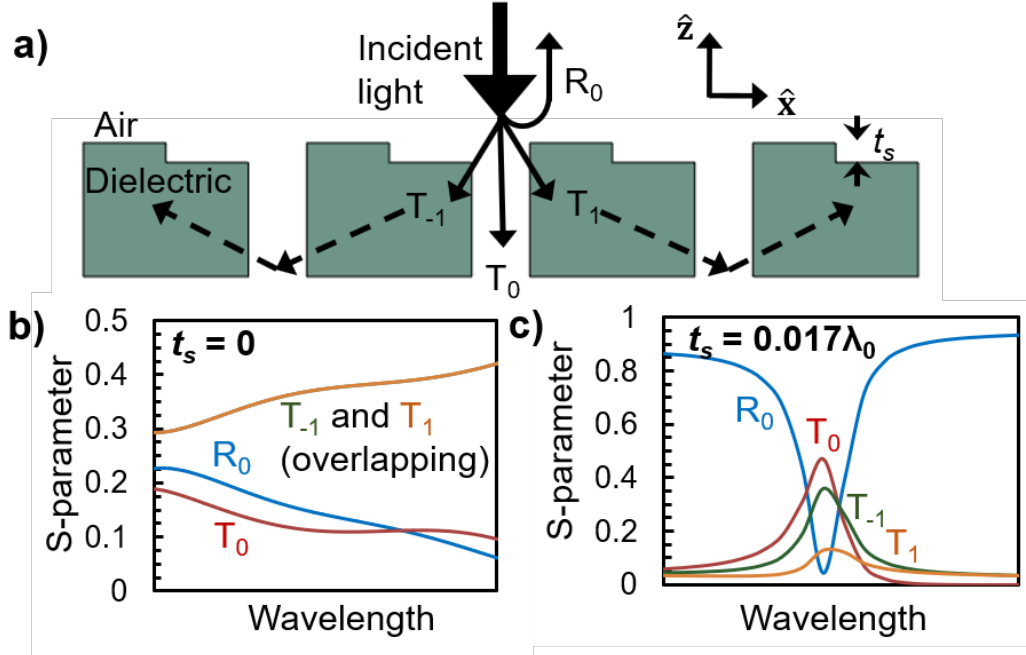 a)
Incident
light
R₀
ẑ
x̂
Air
tₛ
Dielectric
T₋₁
T₁
T₀
b)
tₛ = 0
S-parameter
0.5
0.4
0.3
0.2
0.1
0
T₋₁ and T₁
(overlapping)
R₀
T₀
Wavelength
c)
tₛ = 0.017λ₀
S-parameter
1
0.8
0.6
0.4
0.2
0
R₀
T₀
T₋₁
T₁
Wavelength